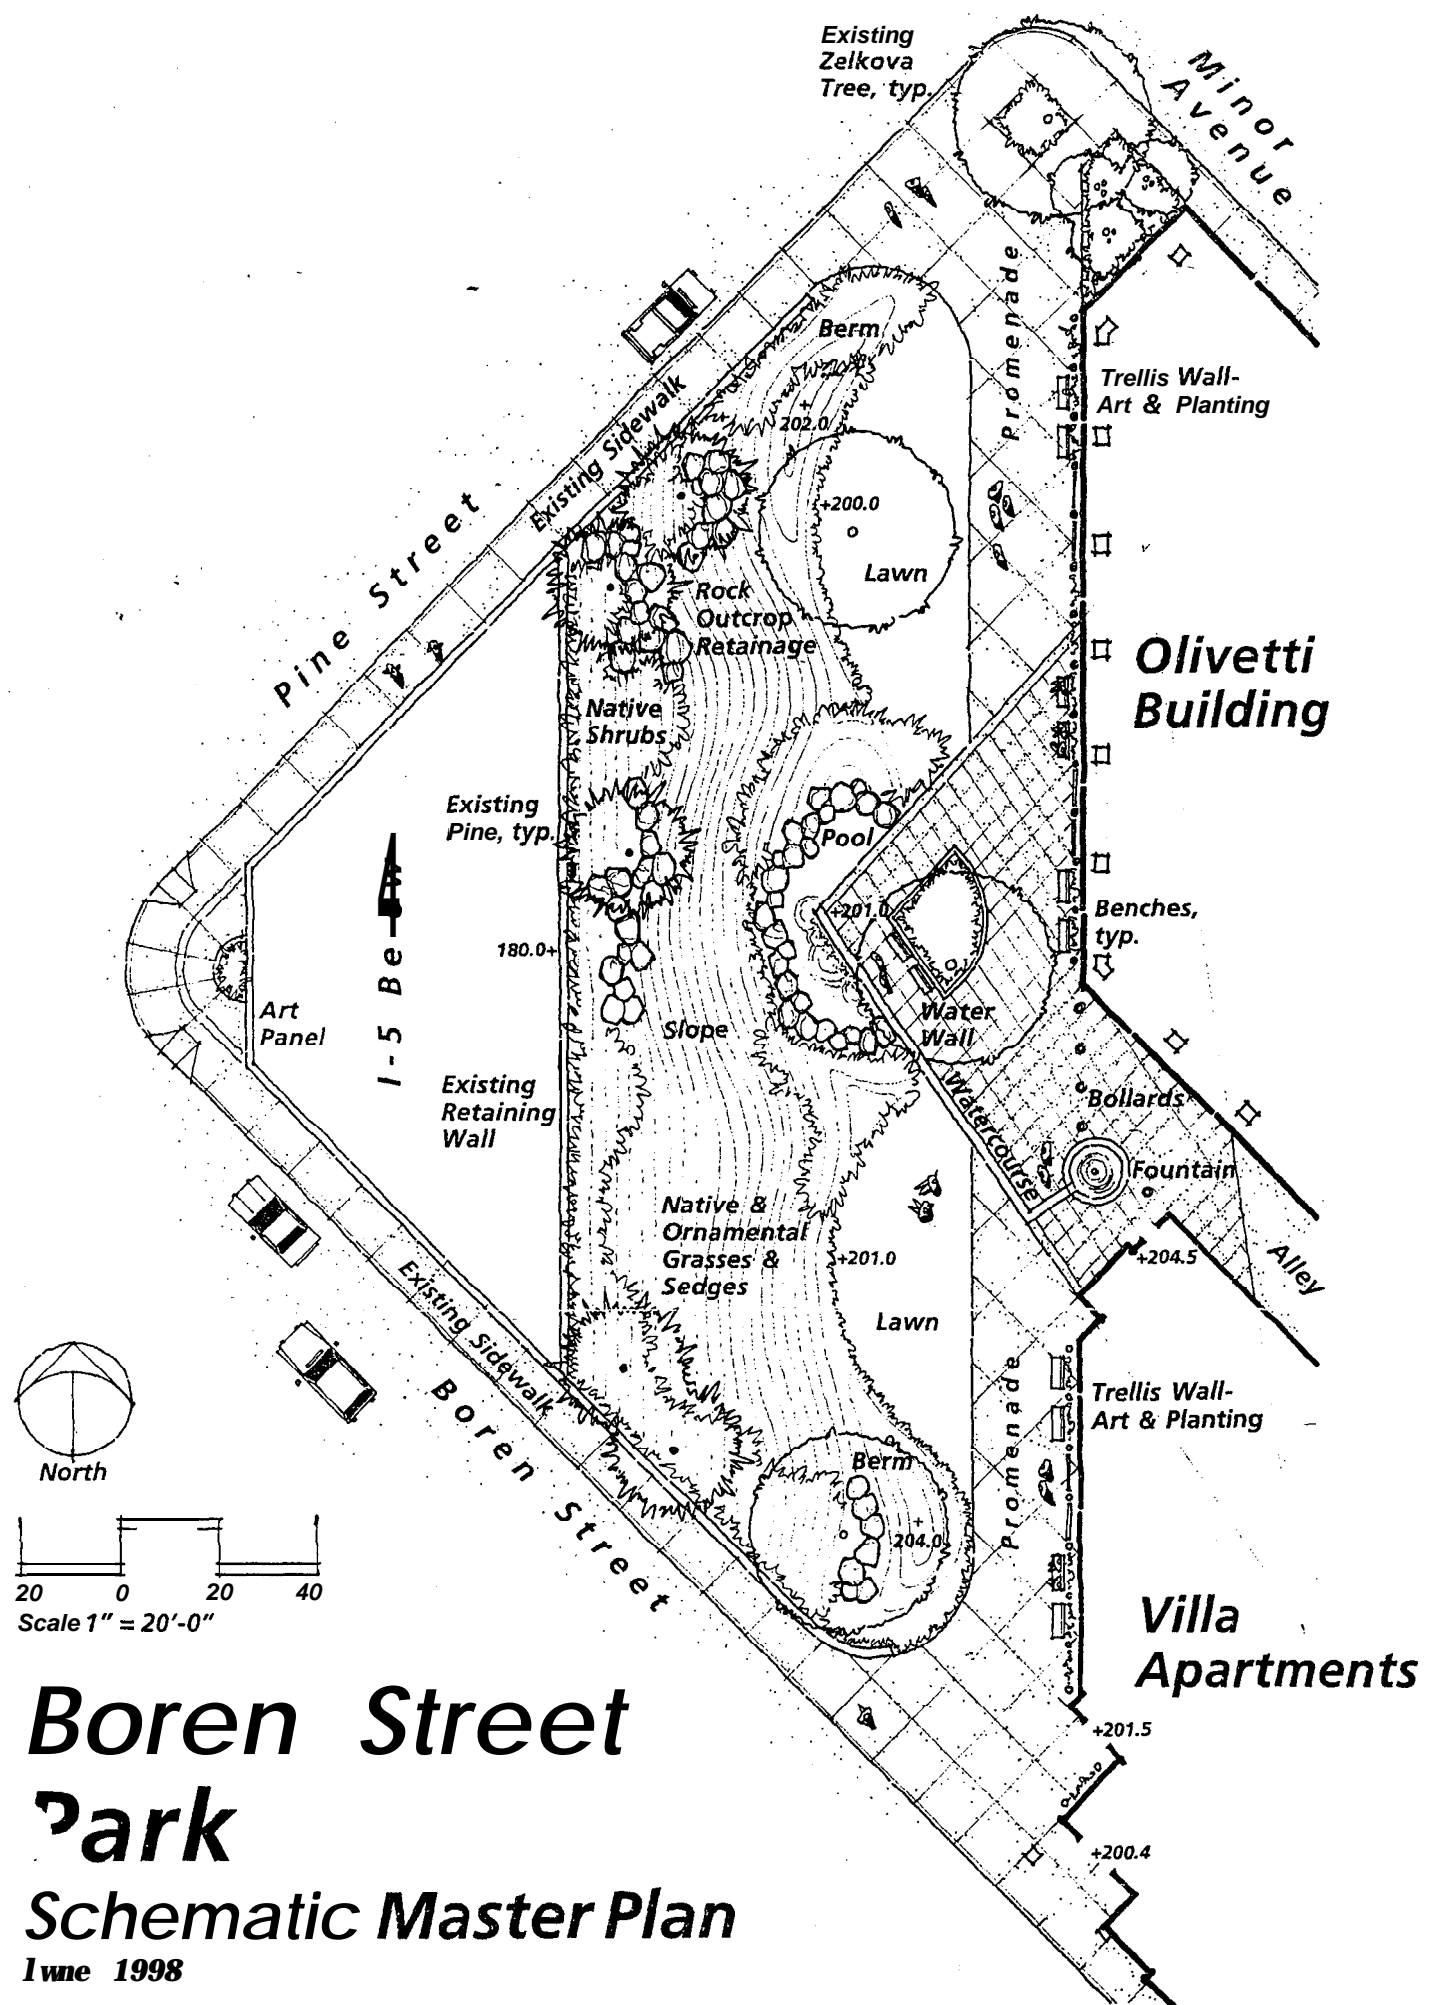 Existing
Zelkova
Tree, typ.
Minor
Avenue
Promenade
Berm
Trellis Wall-
Art & Planting
Existing Sidewalk
+
202.0
Pine Street
+200.0
Lawn
Rock
Outcrop
Retainage
Olivetti
Building
Native
Shrubs
Existing
Pine, typ.
Pool
+201.0
Benches,
typ.
180.0+
I-5 Be
Art
Panel
Slope
Water
Wall
Existing
Retaining
Wall
Watercourse
Bollards
Fountain
Native &
Ornamental
Grasses &
Sedges
+201.0
+204.5
Alley
Lawn
Existing Sidewalk
Boren Street
Promenade
Trellis Wall-
Art & Planting
North
Berm
+
204.0
20 0 20 40
Scale 1" = 20'-0"
Villa
Apartments
+201.5
+200.4
Boren Street
Park
Schematic Master Plan
1998